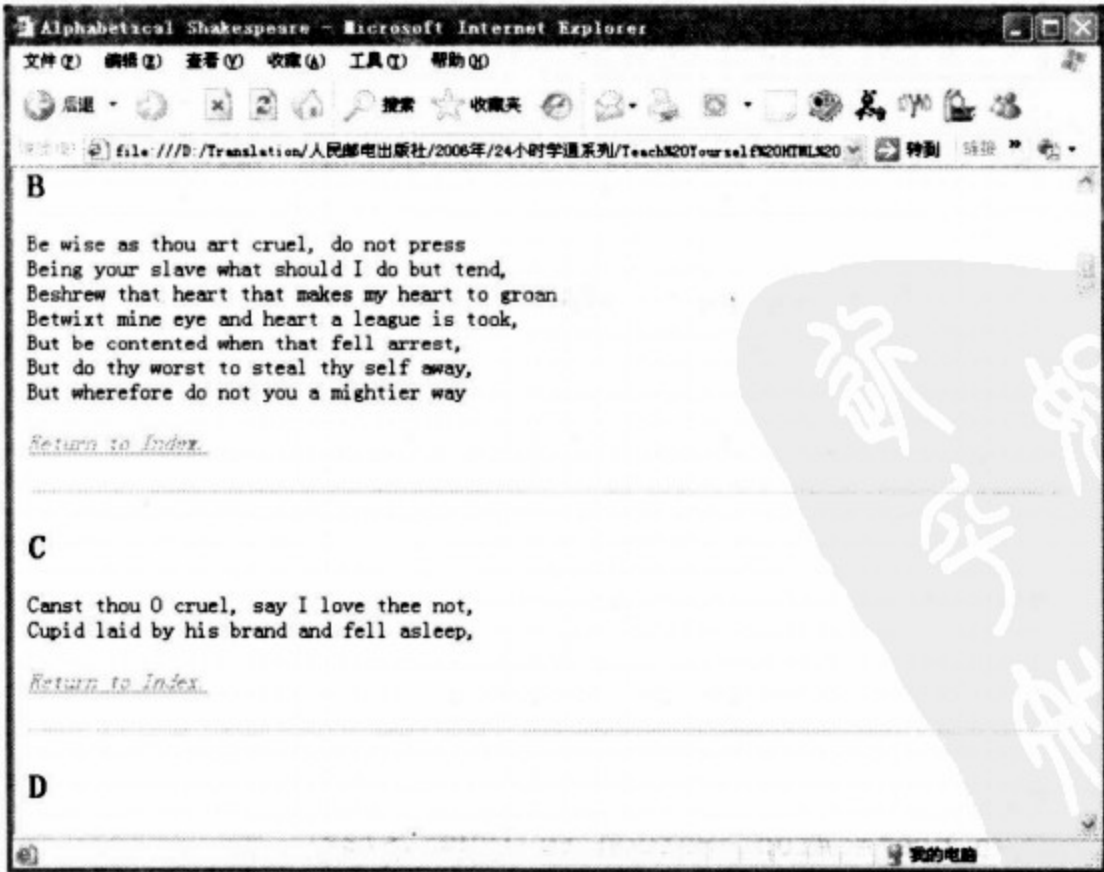 Alphabetical Shakespeare - Microsoft Internet Explorer
文件(F) 编辑(E) 查看(V) 收藏(A) 工具(T) 帮助(H)
后退 搜索 收藏夹
file:///D:/Translation/人民邮电出版社/2006年/24小时学通系列/Teach%20Yourself%20HTML%20 转到 链接 »
B
Be wise as thou art cruel, do not press
Being your slave what should I do but tend,
Beshrew that heart that makes my heart to groan
Betwixt mine eye and heart a league is took,
But be contented when that fell arrest,
But do thy worst to steal thy self away,
But wherefore do not you a mightier way
Return to Index.
C
Canst thou O cruel, say I love thee not,
Cupid laid by his brand and fell asleep,
Return to Index.
D
我的电脑